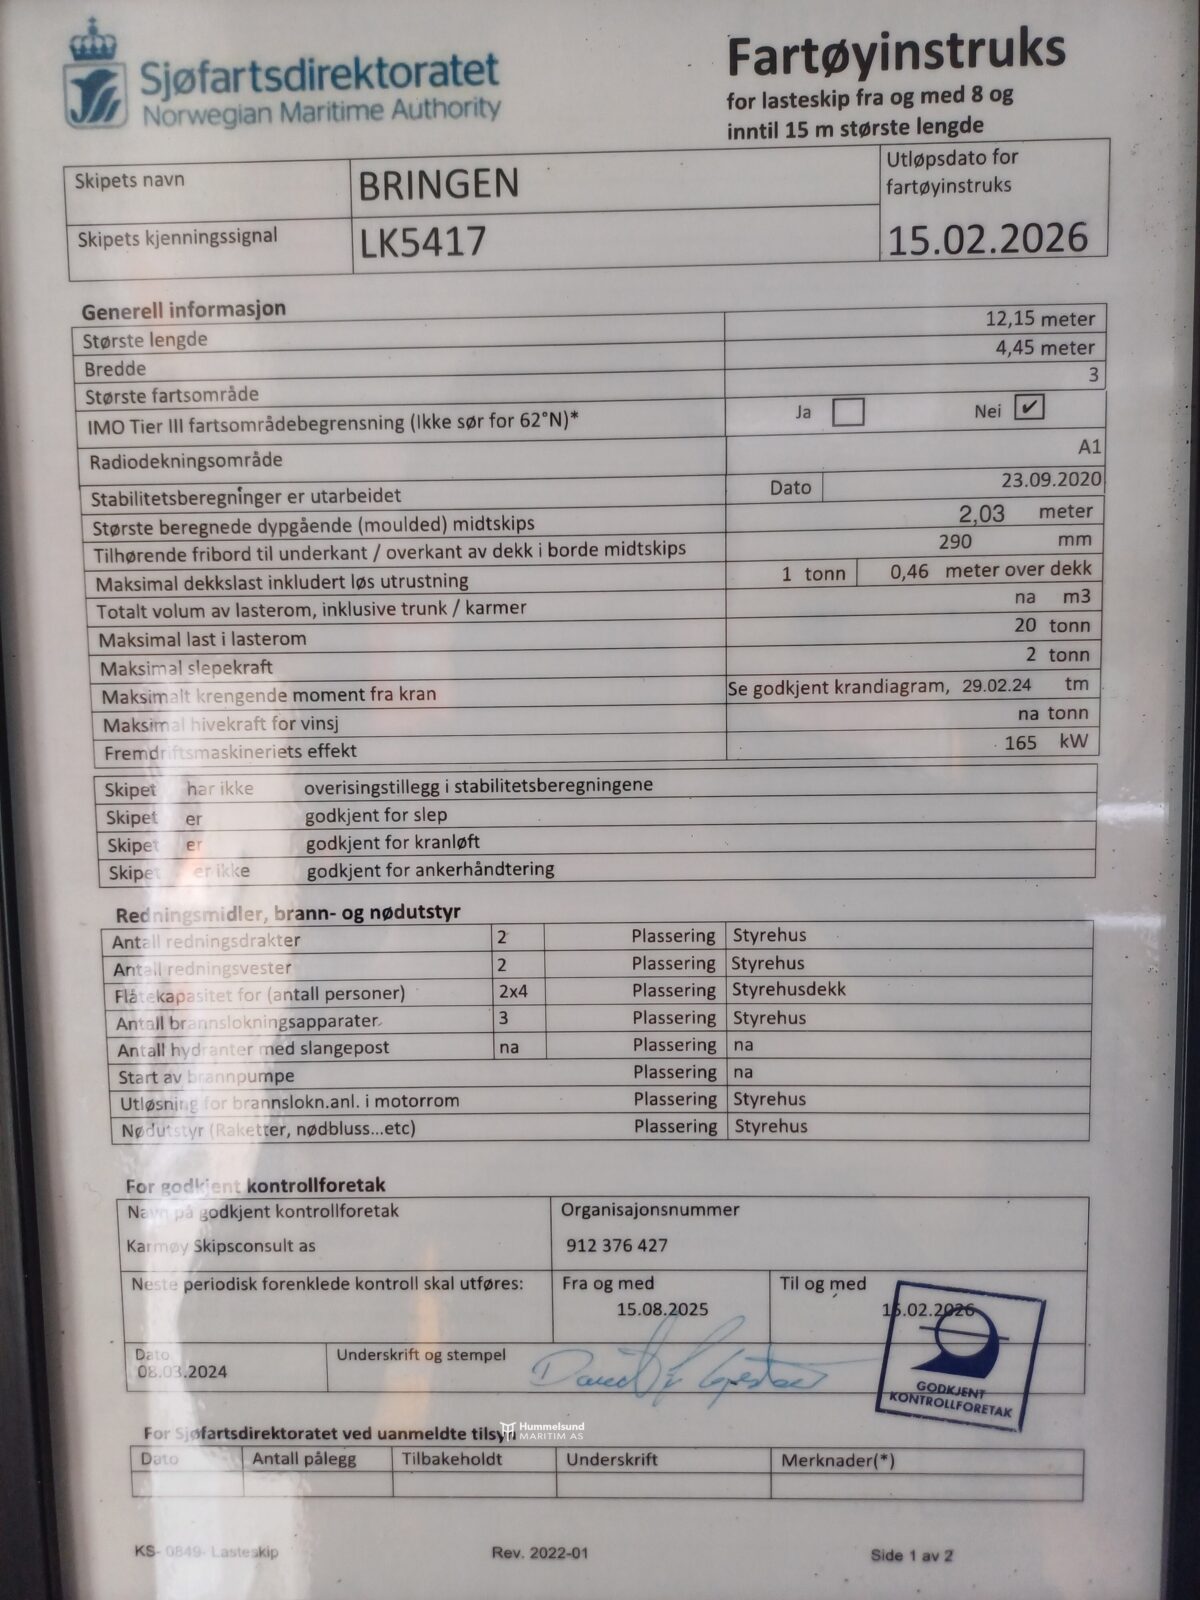 Sjøfartsdirektoratet
Norwegian Maritime Authority
Fartøyinstruks
for lasteskip fra og med 8 og
inntil 15 m største lengde
Skipets navn BRINGEN
Utløpsdato for
fartøyinstruks
Skipets kjenningssignal LK5417 15.02.2026
Generell informasjon
Største lengde 12,15 meter
Bredde 4,45 meter
Største fartsområde 3
IMO Tier III fartsområdebegrensning (Ikke sør for 62°N)* Ja ☐ Nei ✔
Radiodekningsområde A1
Stabilitetsberegninger er utarbeidet Dato 23.09.2020
Største beregnede dypgående (moulded) midtskips 2,03 meter
Tilhørende fribord til underkant / overkant av dekk i borde midtskips 290 mm
Maksimal dekkslast inkludert løs utrustning 1 tonn 0,46 meter over dekk
Totalt volum av lasterom, inklusive trunk / karmer na m3
Maksimal last i lasterom 20 tonn
Maksimal slepekraft 2 tonn
Maksimalt krengende moment fra kran Se godkjent krandiagram, 29.02.24 tm
Maksimal hivekraft for vinsj na tonn
Fremdriftsmaskineriets effekt 165 kW
Skipet har ikke overisingstillegg i stabilitetsberegningene
Skipet er godkjent for slep
Skipet er godkjent for kranløft
Skipet er ikke godkjent for ankerhåndtering
Redningsmidler, brann- og nødutstyr
Antall redningsdrakter 2 Plassering Styrehus
Antall redningsvester 2 Plassering Styrehus
Flåtekapasitet for (antall personer) 2x4 Plassering Styrehusdekk
Antall brannslokningsapparater 3 Plassering Styrehus
Antall hydranter med slangepost na Plassering na
Start av brannpumpe Plassering na
Utløsning for brannslokn.anl. i motorrom Plassering Styrehus
Nødutstyr (Raketter, nødbluss...etc) Plassering Styrehus
For godkjent kontrollforetak
Navn på godkjent kontrollforetak Organisajonsnummer
Karmøy Skipsconsult as 912 376 427
Neste periodisk forenklede kontroll skal utføres: Fra og med Til og med
15.08.2025 15.02.2026
Dato Underskrift og stempel
08.03.2024
GODKJENT
KONTROLLFORETAK
Hummelsund
MARITIM AS
For Sjøfartsdirektoratet ved uanmeldte tilsyn
Dato Antall pålegg Tilbakeholdt Underskrift Merknader(*)
KS- 0849- Lasteskip Rev. 2022-01 Side 1 av 2